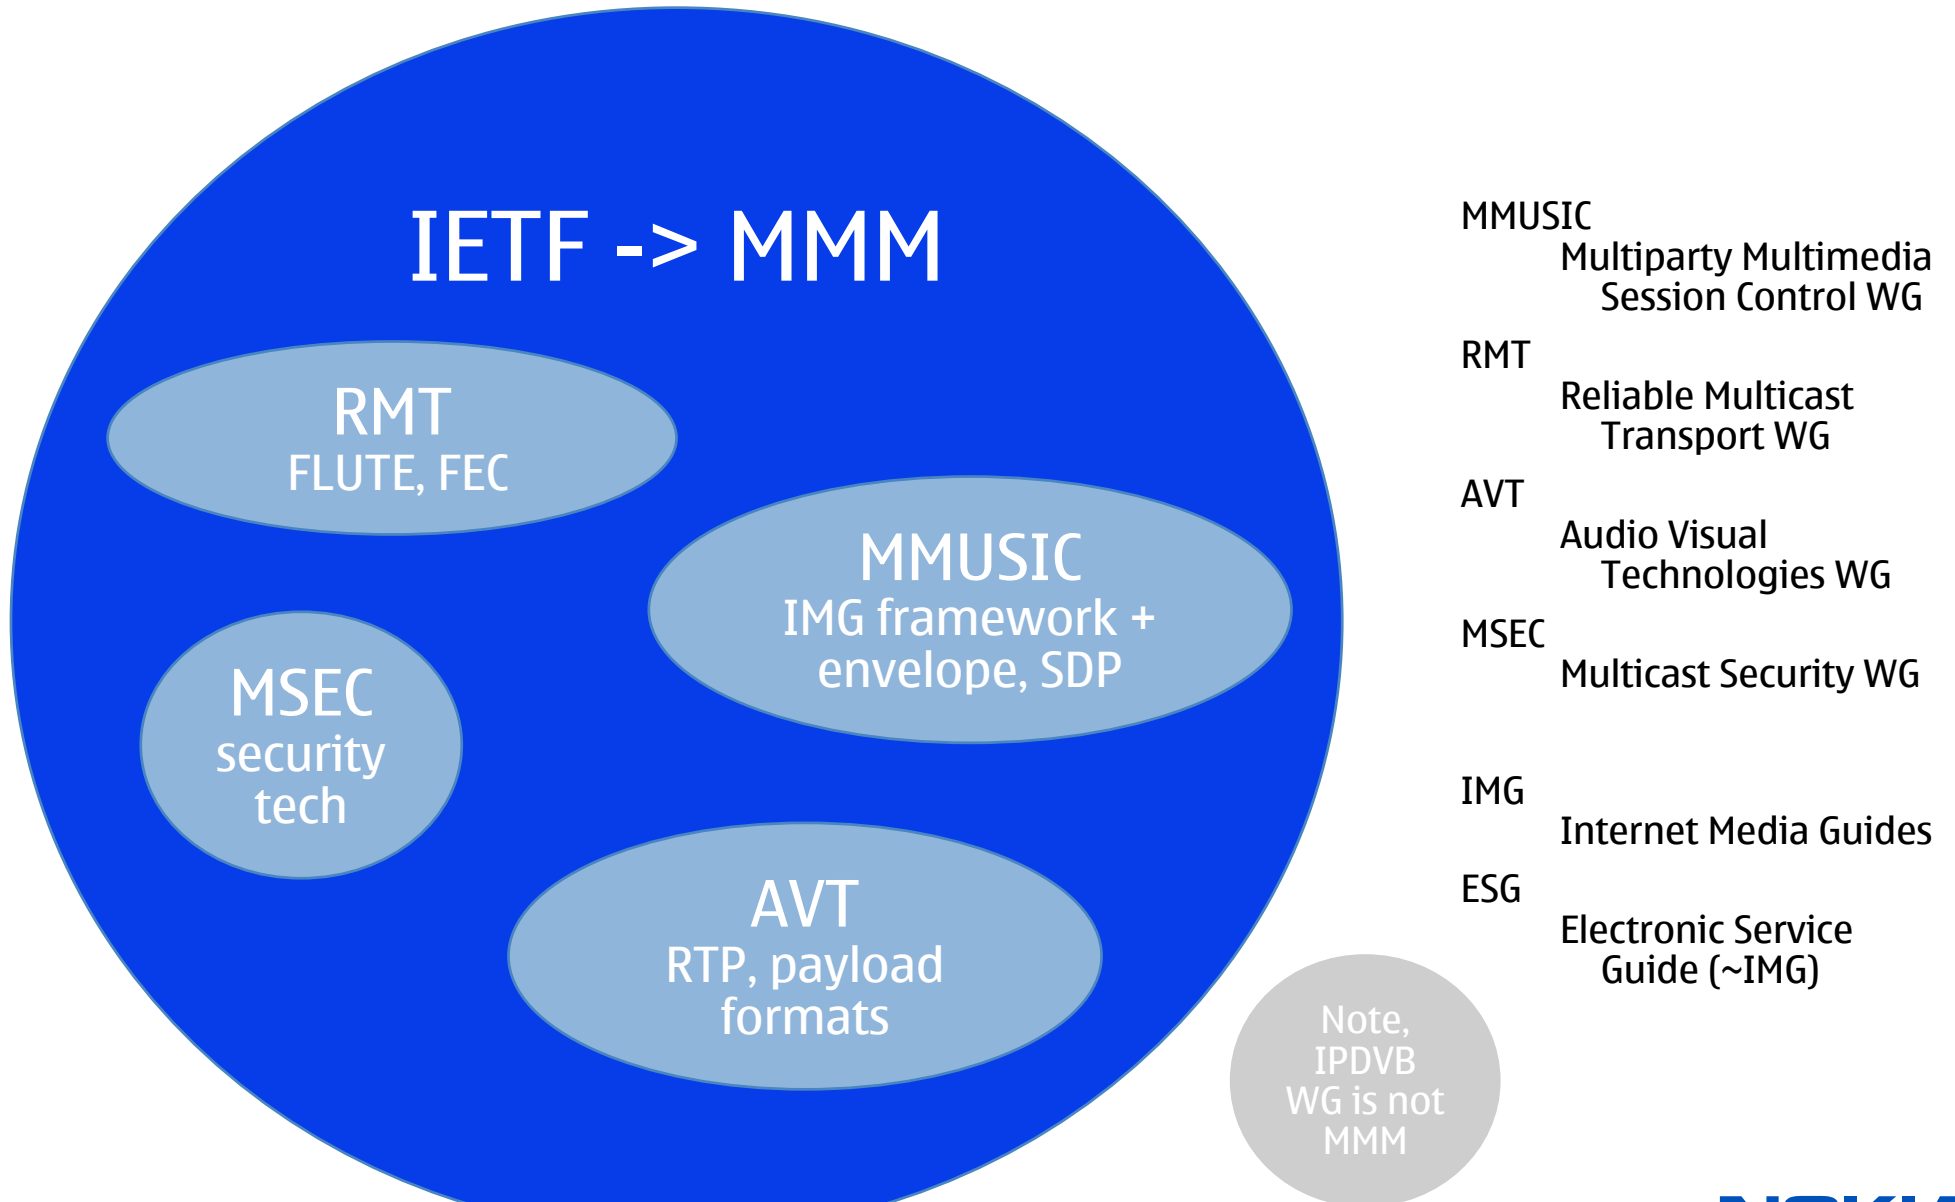 IETF -> MMM
RMT
FLUTE, FEC
MMUSIC
IMG framework +
envelope, SDP
MSEC
security
tech
AVT
RTP, payload
formats
Note,
IPDVB
WG is not
MMM
MMUSIC
Multiparty Multimedia
Session Control WG
RMT
Reliable Multicast
Transport WG
AVT
Audio Visual
Technologies WG
MSEC
Multicast Security WG
IMG
Internet Media Guides
ESG
Electronic Service
Guide (~IMG)